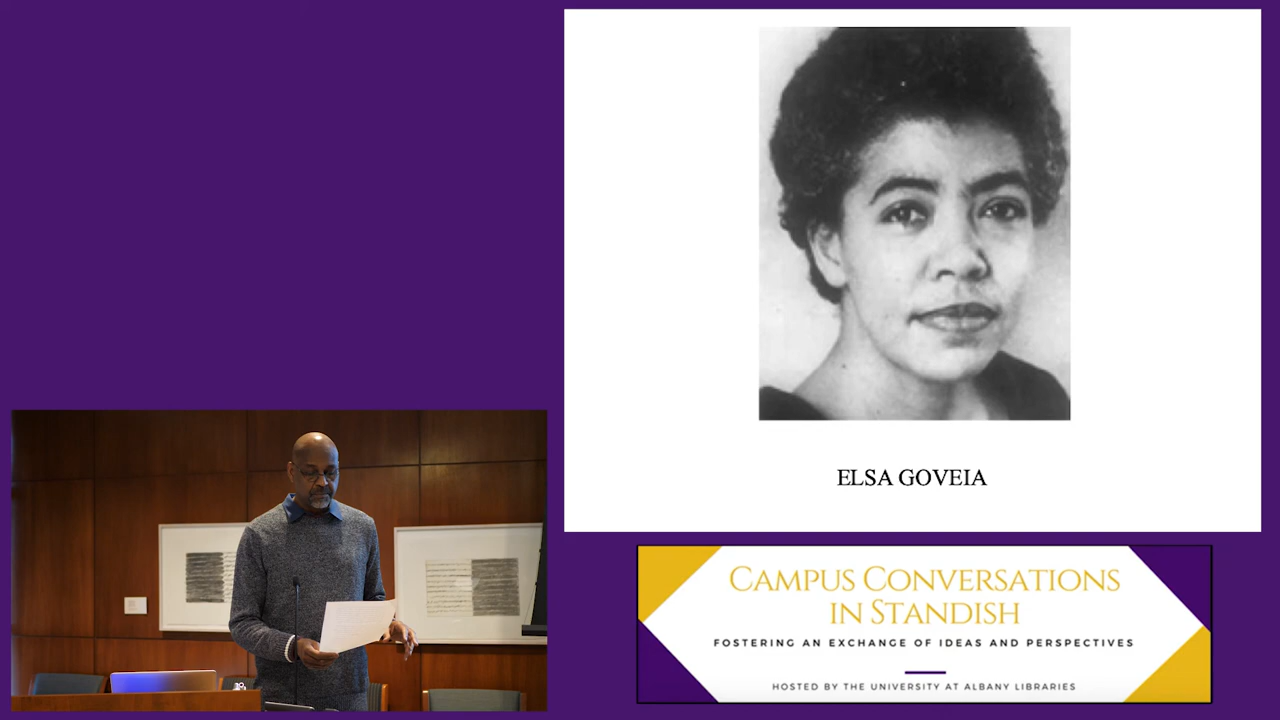 ELSA GOVEIA
CAMPUS CONVERSATIONS
IN STANDISH
FOSTERING AN EXCHANGE OF IDEAS AND PERSPECTIVES
HOSTED BY THE UNIVERSITY AT ALBANY LIBRARIES